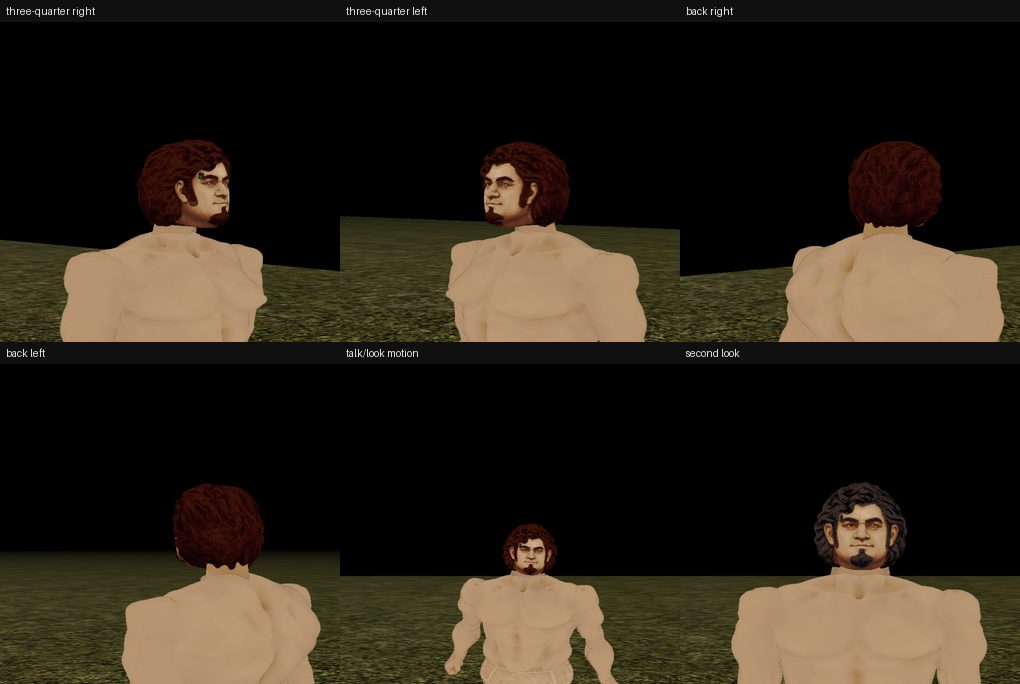 three-quarter right
three-quarter left
back right
back left
talk/look motion
second look